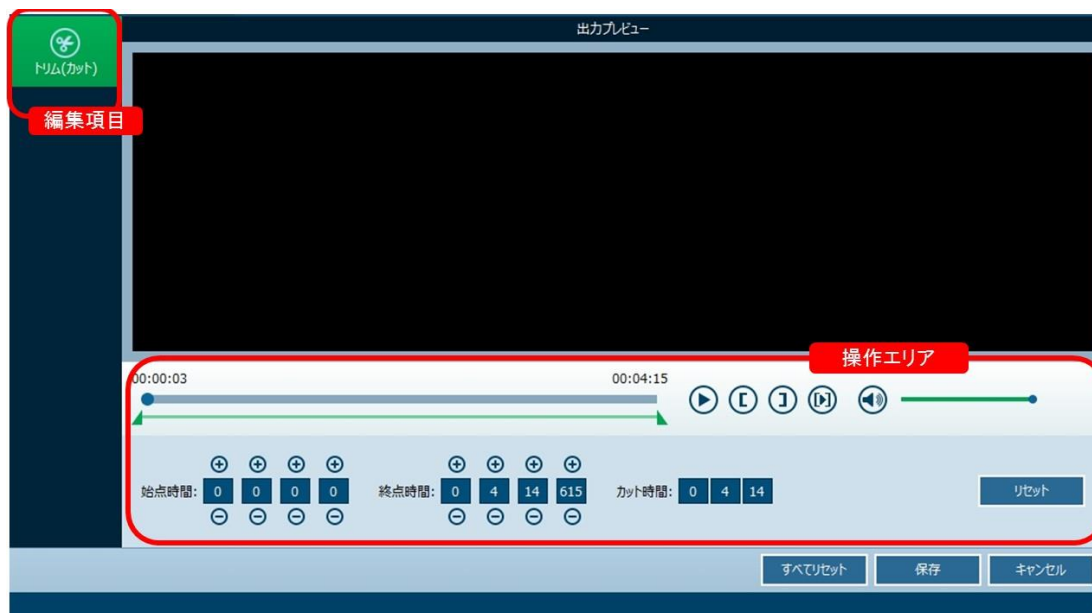 出力プレビュー
トリム(カット)
編集項目
操作エリア
00:00:03
00:04:15
始点時間: 0 0 0 0
終点時間: 0 4 14 615
カット時間: 0 4 14
リセット
すべてリセット
保存
キャンセル